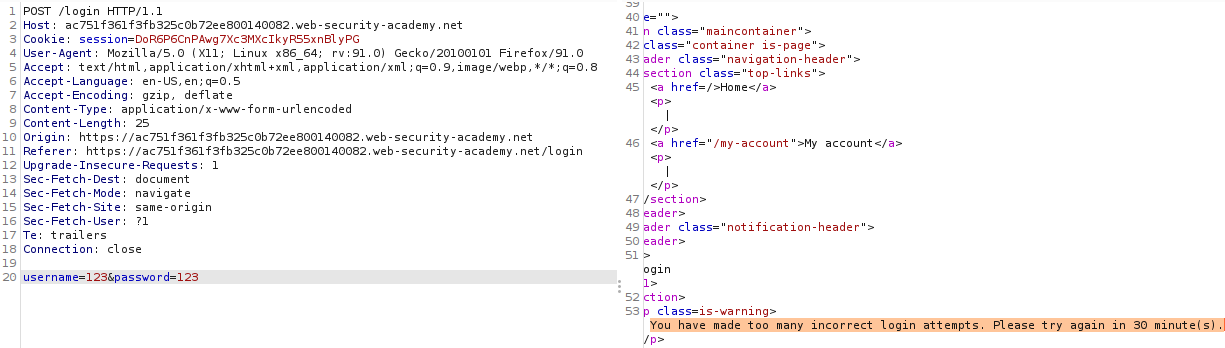 1 POST /login HTTP/1.1
2 Host: ac751f361f3fb325c0b72ee800140082.web-security-academy.net
3 Cookie: session=DoR6P6CnPAwg7Xc3MXcIkyR55xnBlyPG
4 User-Agent: Mozilla/5.0 (X11; Linux x86_64; rv:91.0) Gecko/20100101 Firefox/91.0
5 Accept: text/html,application/xhtml+xml,application/xml;q=0.9,image/webp,*/*;q=0.8
6 Accept-Language: en-US,en;q=0.5
7 Accept-Encoding: gzip, deflate
8 Content-Type: application/x-www-form-urlencoded
9 Content-Length: 25
10 Origin: https://ac751f361f3fb325c0b72ee800140082.web-security-academy.net
11 Referer: https://ac751f361f3fb325c0b72ee800140082.web-security-academy.net/login
12 Upgrade-Insecure-Requests: 1
13 Sec-Fetch-Dest: document
14 Sec-Fetch-Mode: navigate
15 Sec-Fetch-Site: same-origin
16 Sec-Fetch-User: ?1
17 Te: trailers
18 Connection: close
19
20 username=123&password=123
39
40 e="">
41 n class="maincontainer">
42 class="container is-page">
43 ader class="navigation-header">
44 section class="top-links">
45 <a href=/>Home</a>
<p>
|
</p>
46 <a href="/my-account">My account</a>
<p>
|
</p>
47 /section>
48 eader>
49 ader class="notification-header">
50 eader>
51 >
ogin
1>
52 ction>
53 p class=is-warning>
You have made too many incorrect login attempts. Please try again in 30 minute(s).
/p>